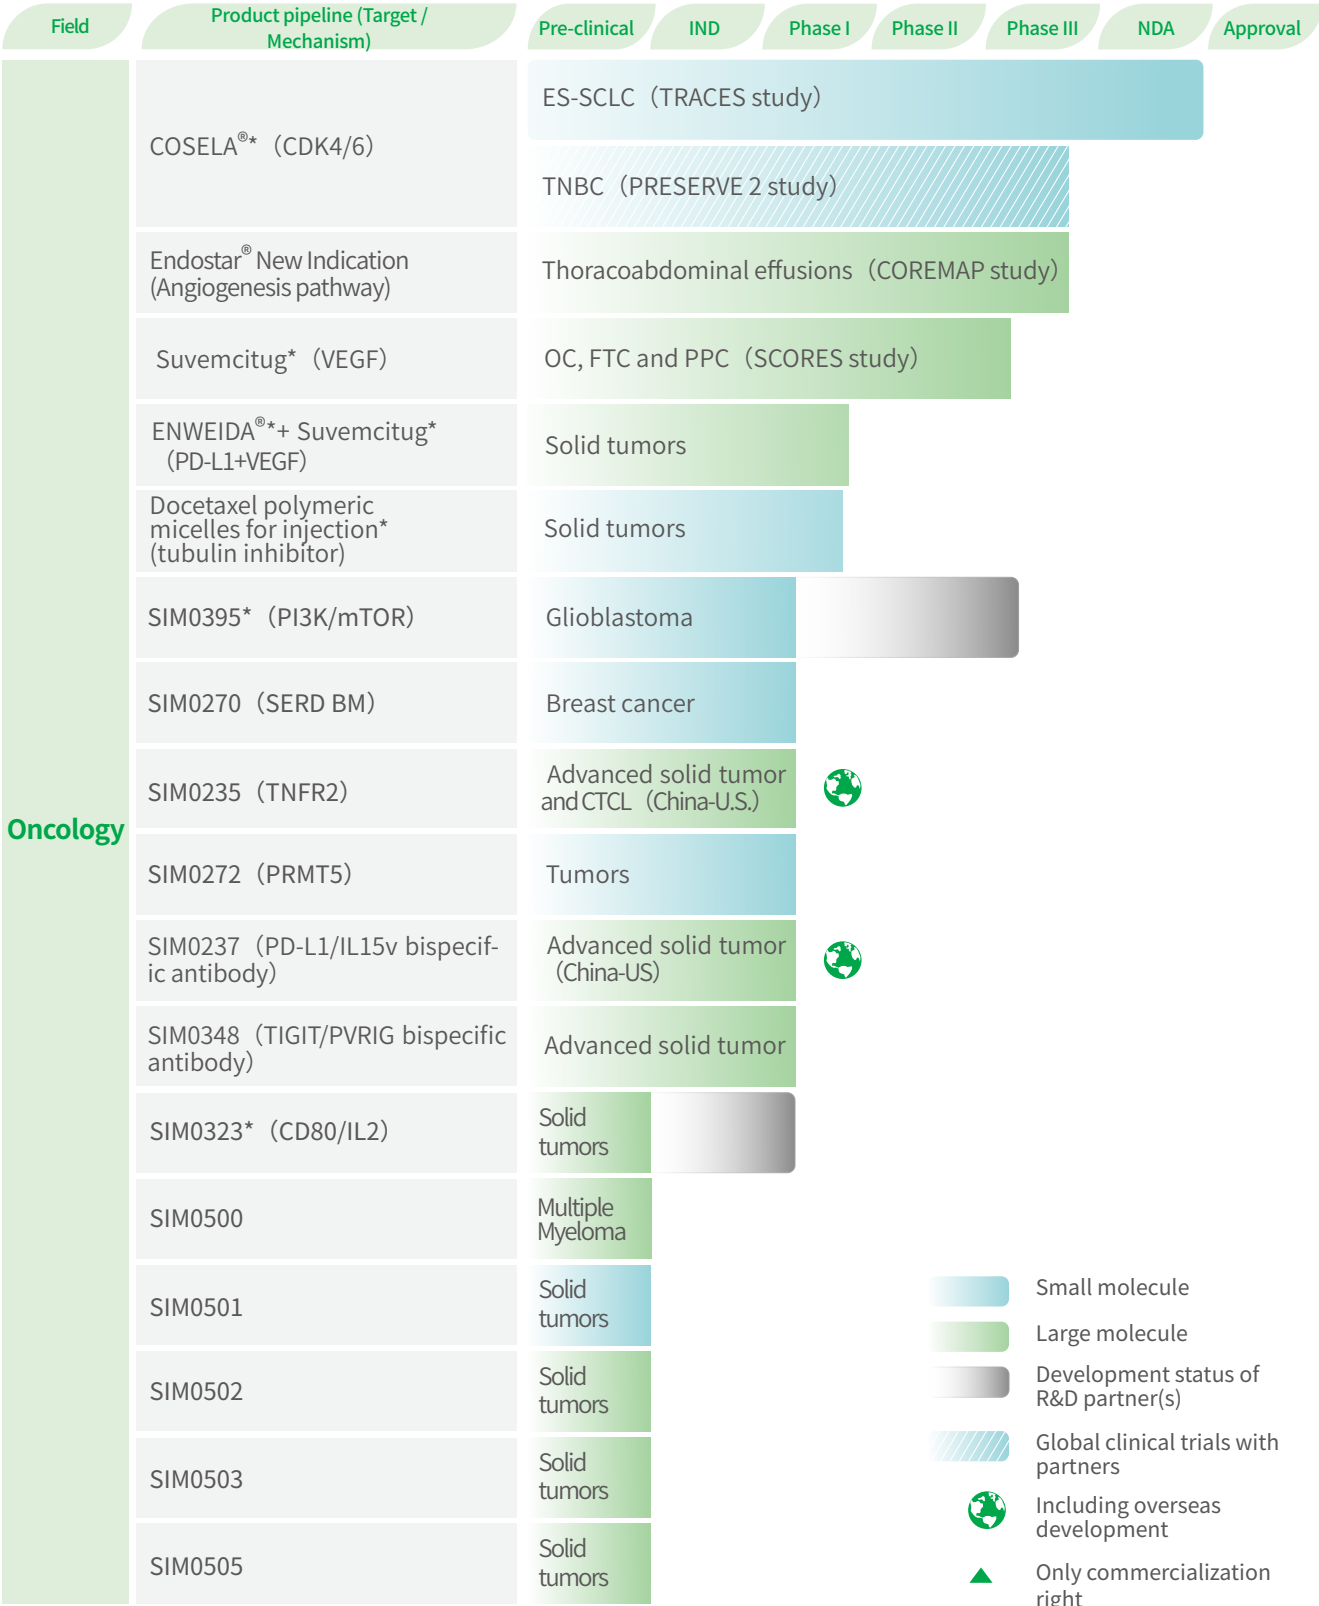 Field
Product pipeline (Target /
Mechanism)
Pre-clinical
IND
Phase I
Phase II
Phase III
NDA
Approval
Oncology
COSELA®*（CDK4/6）
ES-SCLC（TRACES study）
TNBC（PRESERVE 2 study）
Endostar® New Indication
(Angiogenesis pathway)
Thoracoabdominal effusions（COREMAP study）
Suvemcitug*（VEGF）
OC, FTC and PPC（SCORES study）
ENWEIDA®*+ Suvemcitug*
（PD-L1+VEGF）
Solid tumors
Docetaxel polymeric
micelles for injection*
(tubulin inhibitor)
Solid tumors
SIM0395*（PI3K/mTOR）
Glioblastoma
SIM0270（SERD BM）
Breast cancer
SIM0235（TNFR2）
Advanced solid tumor
and CTCL（China-U.S.）
SIM0272（PRMT5）
Tumors
SIM0237（PD-L1/IL15v bispecif-
ic antibody）
Advanced solid tumor
（China-US）
SIM0348（TIGIT/PVRIG bispecific
antibody）
Advanced solid tumor
SIM0323*（CD80/IL2）
Solid
tumors
SIM0500
Multiple
Myeloma
SIM0501
Solid
tumors
SIM0502
Solid
tumors
SIM0503
Solid
tumors
SIM0505
Solid
tumors
Small molecule
Large molecule
Development status of
R&D partner(s)
Global clinical trials with
partners
Including overseas
development
Only commercialization
right